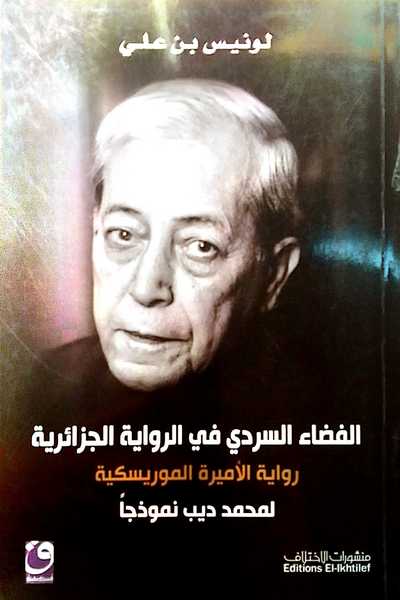 لونيس بن علي
الفضاء السردي في الرواية الجزائرية
رواية الأميرة الموريسكية
لمحمد ديب نموذجاً
منشورات الاختلاف
Editions El-Ikhtilef